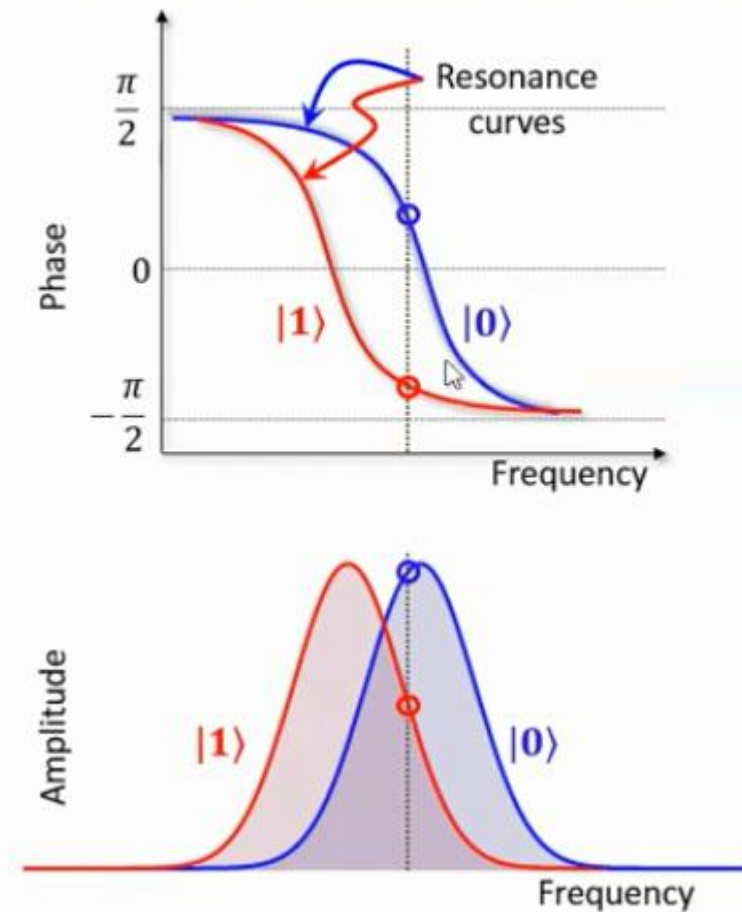 π/2
Resonance
curves
Phase
0
|1⟩
|0⟩
−π/2
Frequency
Amplitude
|1⟩
|0⟩
Frequency